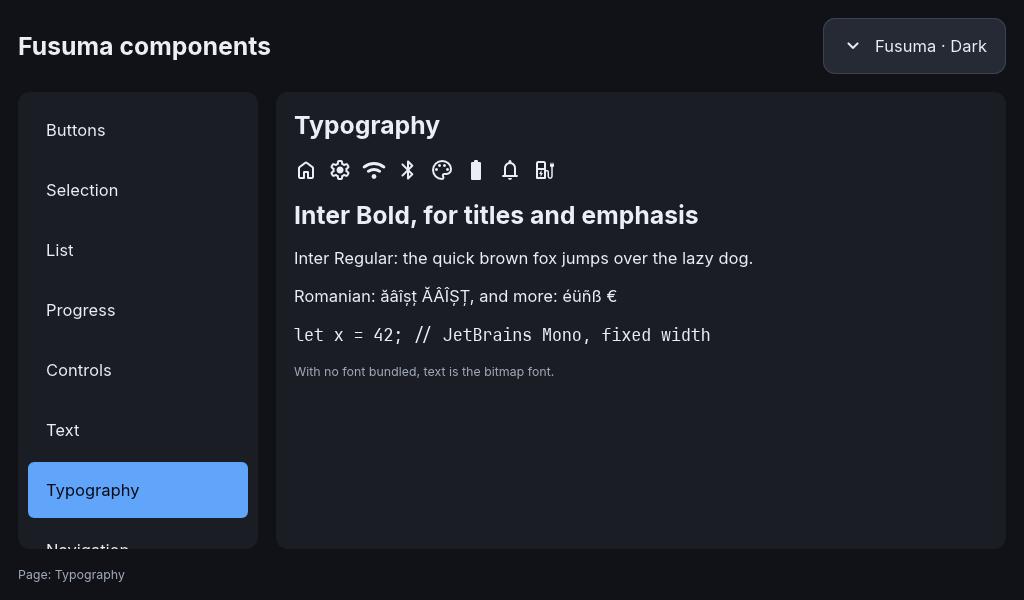 Fusuma components
Fusuma · Dark
Buttons
Selection
List
Progress
Controls
Text
Typography
Navigation
Typography
Inter Bold, for titles and emphasis
Inter Regular: the quick brown fox jumps over the lazy dog.
Romanian: ăâîșț ĂÂÎȘȚ, and more: éüñß €
let x = 42; // JetBrains Mono, fixed width
With no font bundled, text is the bitmap font.
Page: Typography